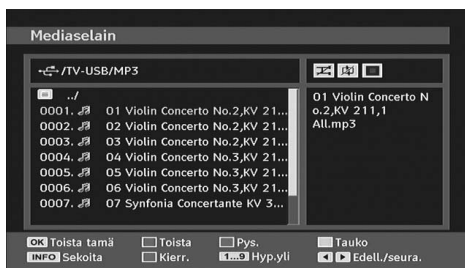 Mediaselain
/TV-USB/MP3
../
0001. 01 Violin Concerto No.2,KV 21...
0002. 02 Violin Concerto No.2,KV 21...
0003. 03 Violin Concerto No.2,KV 21...
0004. 04 Violin Concerto No.3,KV 21...
0005. 05 Violin Concerto No.3,KV 21...
0006. 06 Violin Concerto No.3,KV 21...
0007. 07 Synfonia Concertante KV 3...
01 Violin Concerto N
o.2,KV 211,1
All.mp3
OK Toista tamä Toista Pys. Tauko
INFO Sekoita Kierr. 1...9 Hyp.yli Edell./seura.